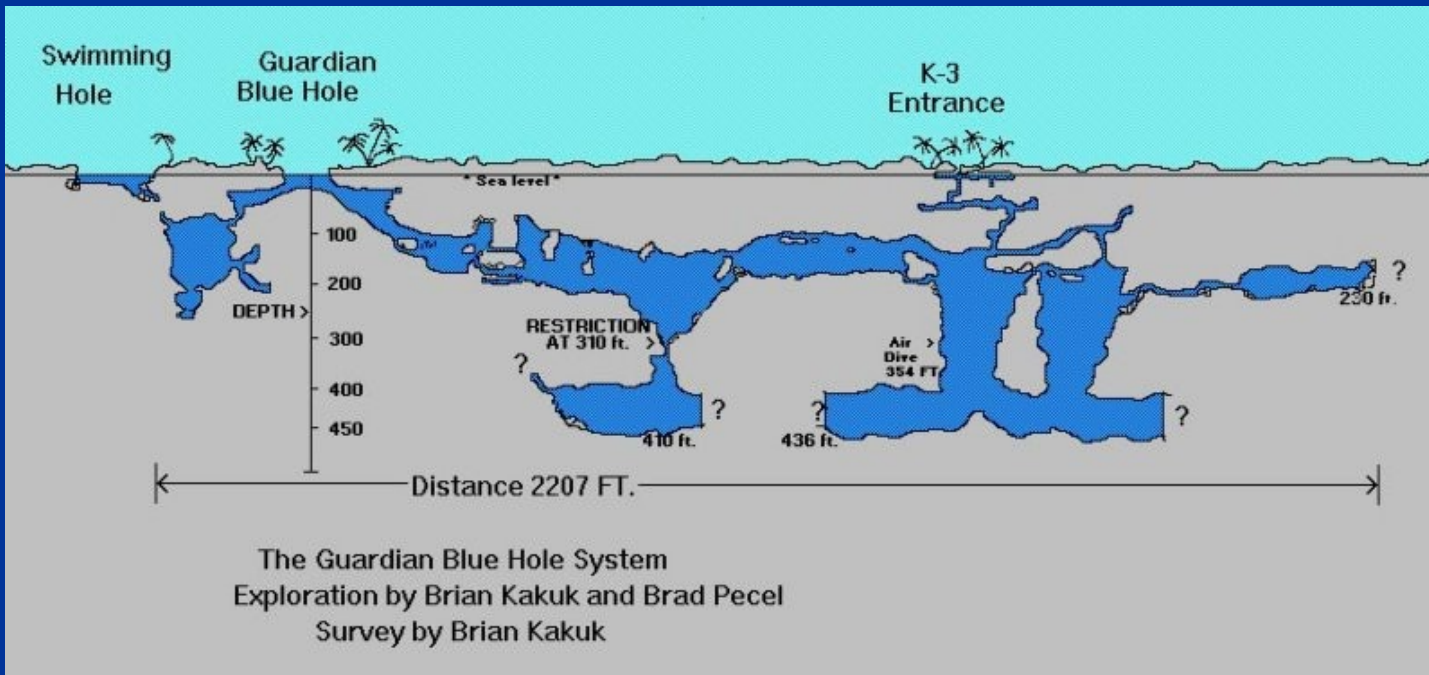 Swimming
Hole
Guardian
Blue Hole
K-3
Entrance
* Sea level *
100
200
DEPTH >
300
400
450
RESTRICTION
AT 310 ft. >
?
?
410 ft.
Air >
Dive
354 FT
?
436 ft.
?
?
230 ft.
Distance 2207 FT.
The Guardian Blue Hole System
Exploration by Brian Kakuk and Brad Pecel
Survey by Brian Kakuk